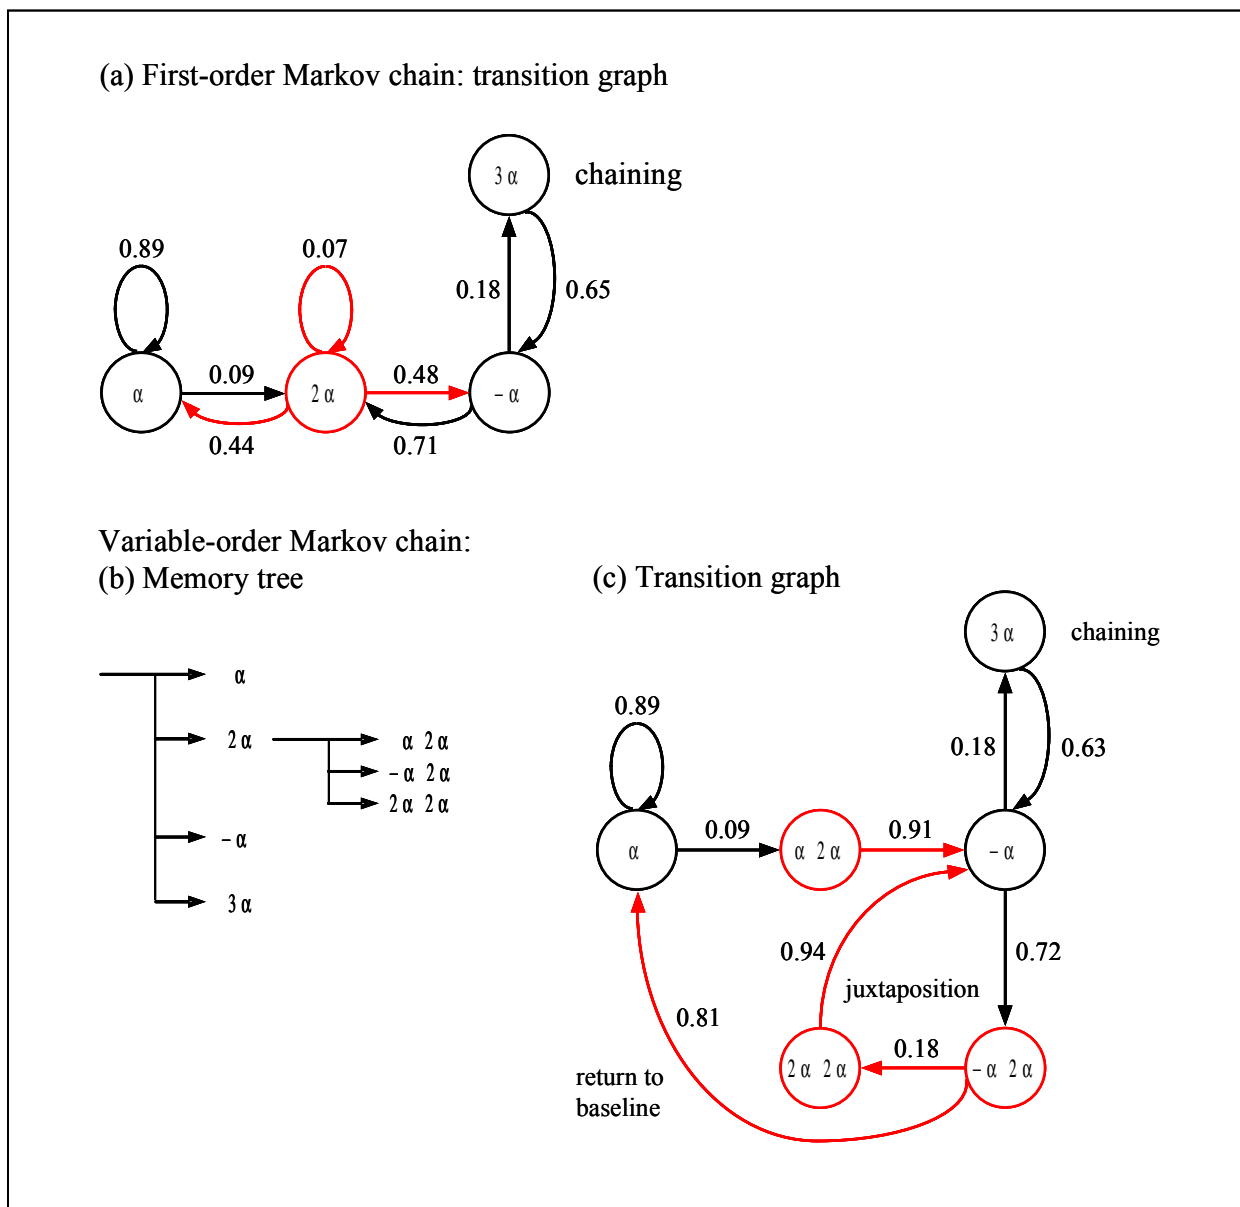 (a) First-order Markov chain: transition graph
3 α chaining
0.89 0.07
0.18 0.65
α 0.09 2 α 0.48 – α
0.44 0.71
Variable-order Markov chain:
(b) Memory tree
α
2 α α 2 α
– α 2 α
2 α 2 α
– α
3 α
(c) Transition graph
3 α chaining
0.89
0.18 0.63
α 0.09 α 2 α 0.91 – α
0.94 0.72
juxtaposition
0.81
2 α 2 α 0.18 – α 2 α
return to
baseline